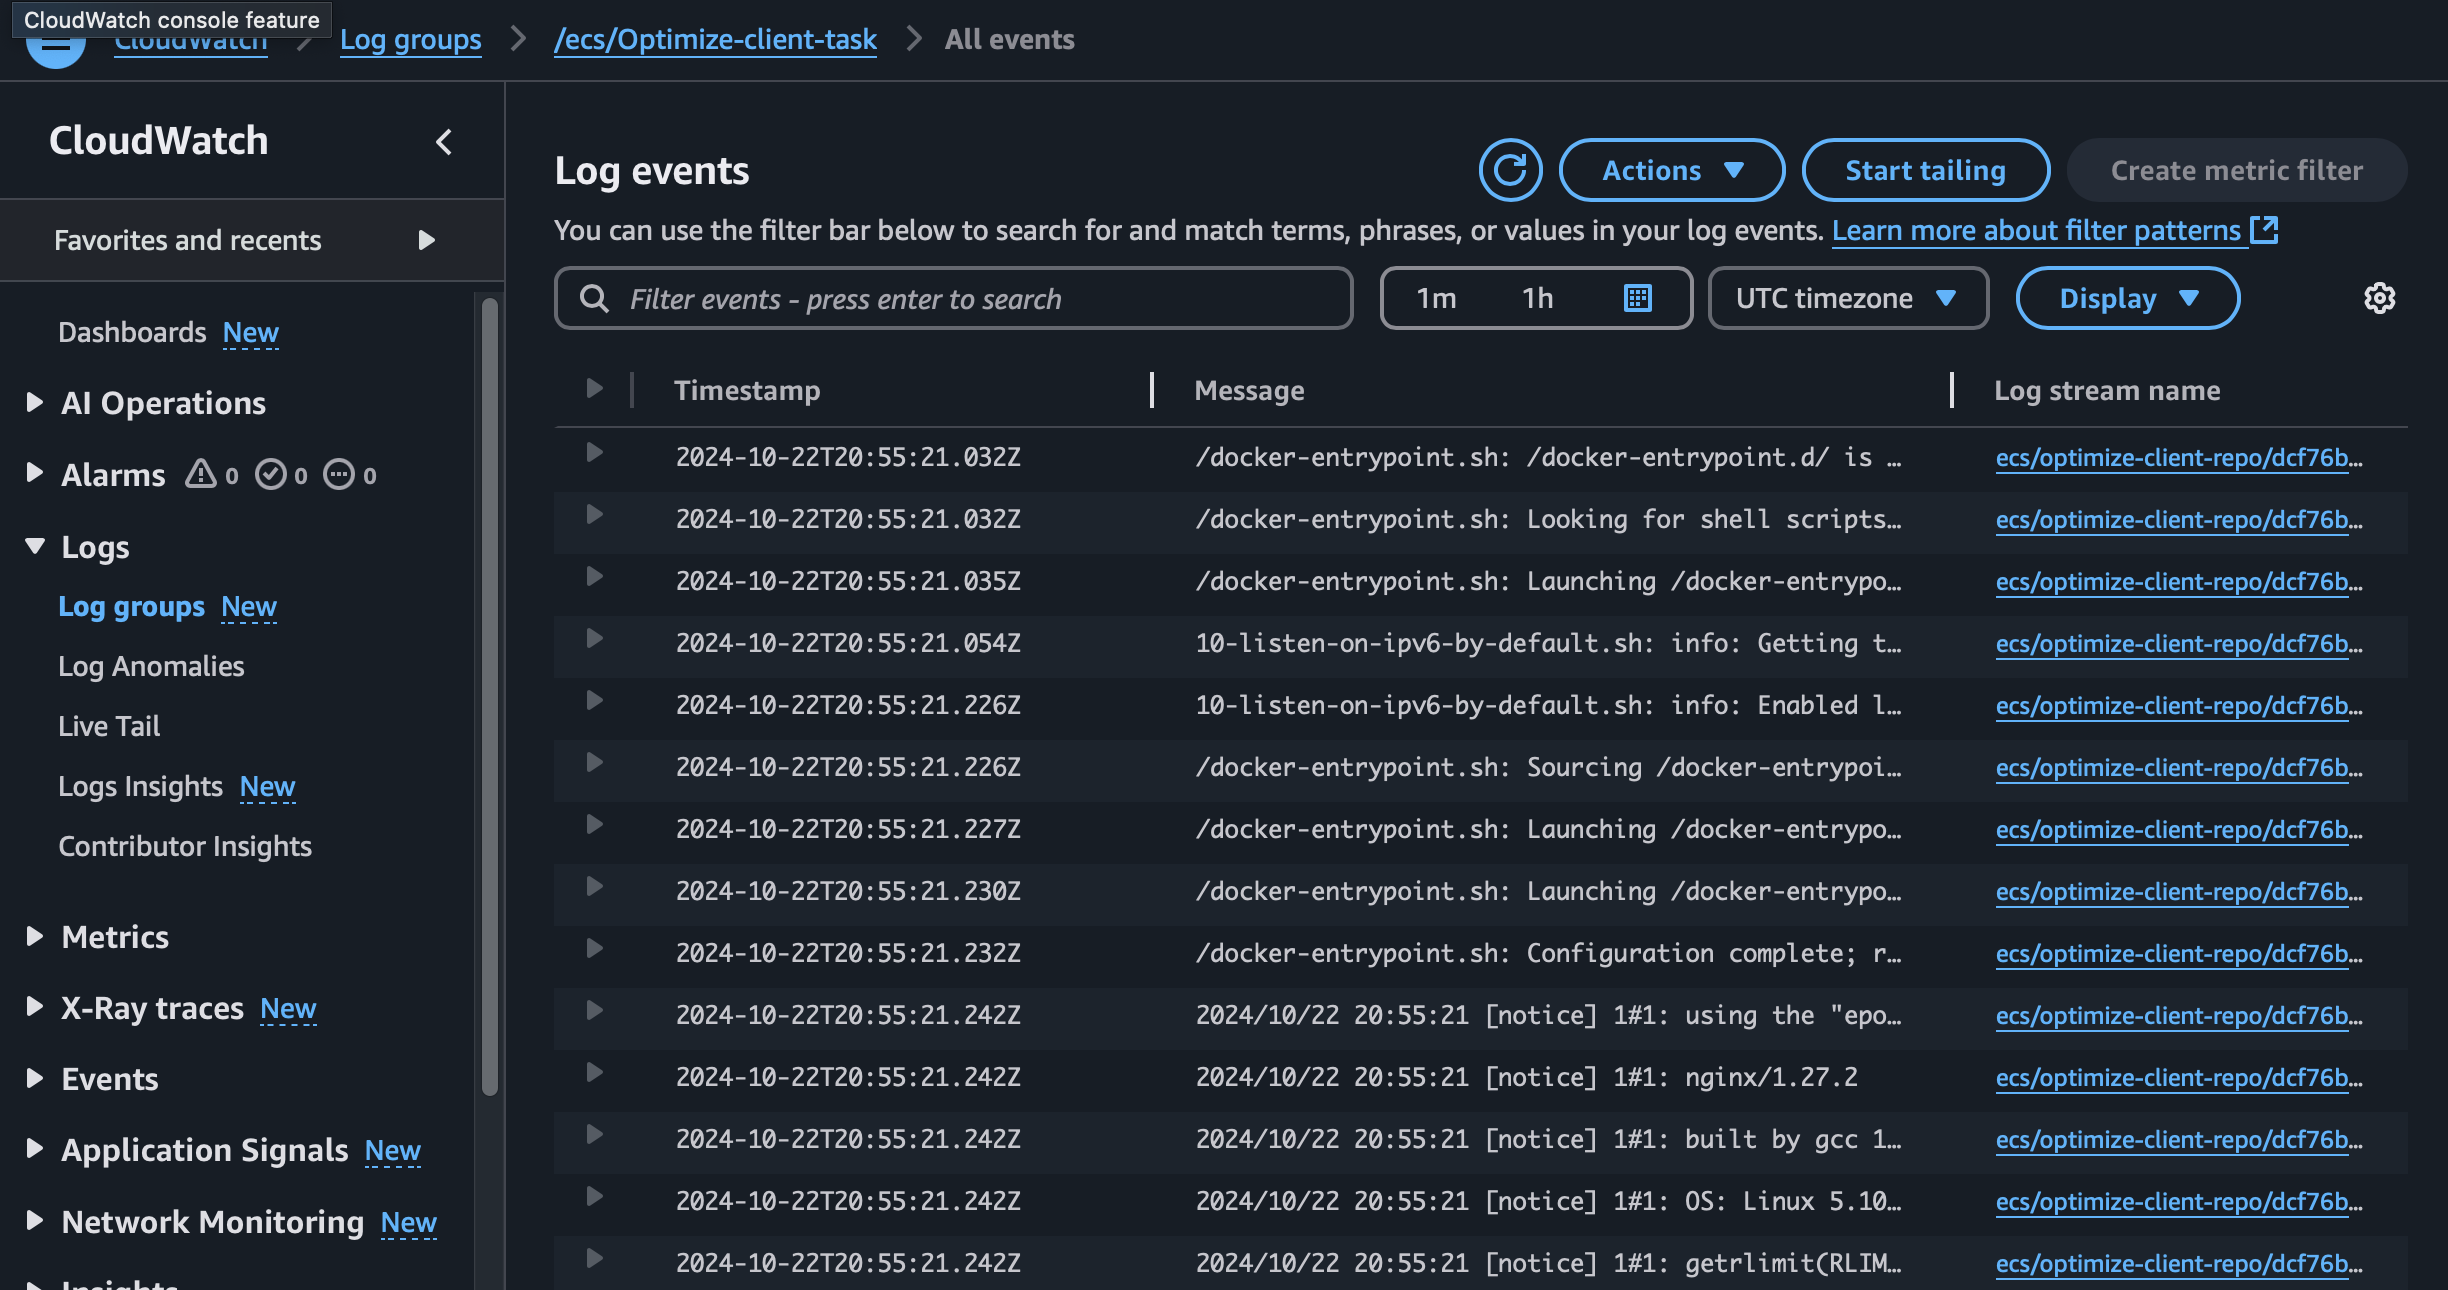 CloudWatch console feature
CloudWatch
Log groups
/ecs/Optimize-client-task
All events
CloudWatch
Favorites and recents
Dashboards New
AI Operations
Alarms 0 0 0
Logs
Log groups New
Log Anomalies
Live Tail
Logs Insights New
Contributor Insights
Metrics
X-Ray traces New
Events
Application Signals New
Network Monitoring New
Insights
Log events
Actions
Start tailing
Create metric filter
You can use the filter bar below to search for and match terms, phrases, or values in your log events. Learn more about filter patterns
Filter events - press enter to search
1m 1h
UTC timezone
Display
Timestamp Message Log stream name
2024-10-22T20:55:21.032Z /docker-entrypoint.sh: /docker-entrypoint.d/ is … ecs/optimize-client-repo/dcf76b…
2024-10-22T20:55:21.032Z /docker-entrypoint.sh: Looking for shell scripts… ecs/optimize-client-repo/dcf76b…
2024-10-22T20:55:21.035Z /docker-entrypoint.sh: Launching /docker-entrypo… ecs/optimize-client-repo/dcf76b…
2024-10-22T20:55:21.054Z 10-listen-on-ipv6-by-default.sh: info: Getting t… ecs/optimize-client-repo/dcf76b…
2024-10-22T20:55:21.226Z 10-listen-on-ipv6-by-default.sh: info: Enabled l… ecs/optimize-client-repo/dcf76b…
2024-10-22T20:55:21.226Z /docker-entrypoint.sh: Sourcing /docker-entrypoi… ecs/optimize-client-repo/dcf76b…
2024-10-22T20:55:21.227Z /docker-entrypoint.sh: Launching /docker-entrypo… ecs/optimize-client-repo/dcf76b…
2024-10-22T20:55:21.230Z /docker-entrypoint.sh: Launching /docker-entrypo… ecs/optimize-client-repo/dcf76b…
2024-10-22T20:55:21.232Z /docker-entrypoint.sh: Configuration complete; r… ecs/optimize-client-repo/dcf76b…
2024-10-22T20:55:21.242Z 2024/10/22 20:55:21 [notice] 1#1: using the "epo… ecs/optimize-client-repo/dcf76b…
2024-10-22T20:55:21.242Z 2024/10/22 20:55:21 [notice] 1#1: nginx/1.27.2 ecs/optimize-client-repo/dcf76b…
2024-10-22T20:55:21.242Z 2024/10/22 20:55:21 [notice] 1#1: built by gcc 1… ecs/optimize-client-repo/dcf76b…
2024-10-22T20:55:21.242Z 2024/10/22 20:55:21 [notice] 1#1: OS: Linux 5.10… ecs/optimize-client-repo/dcf76b…
2024-10-22T20:55:21.242Z 2024/10/22 20:55:21 [notice] 1#1: getrlimit(RLIM… ecs/optimize-client-repo/dcf76b…